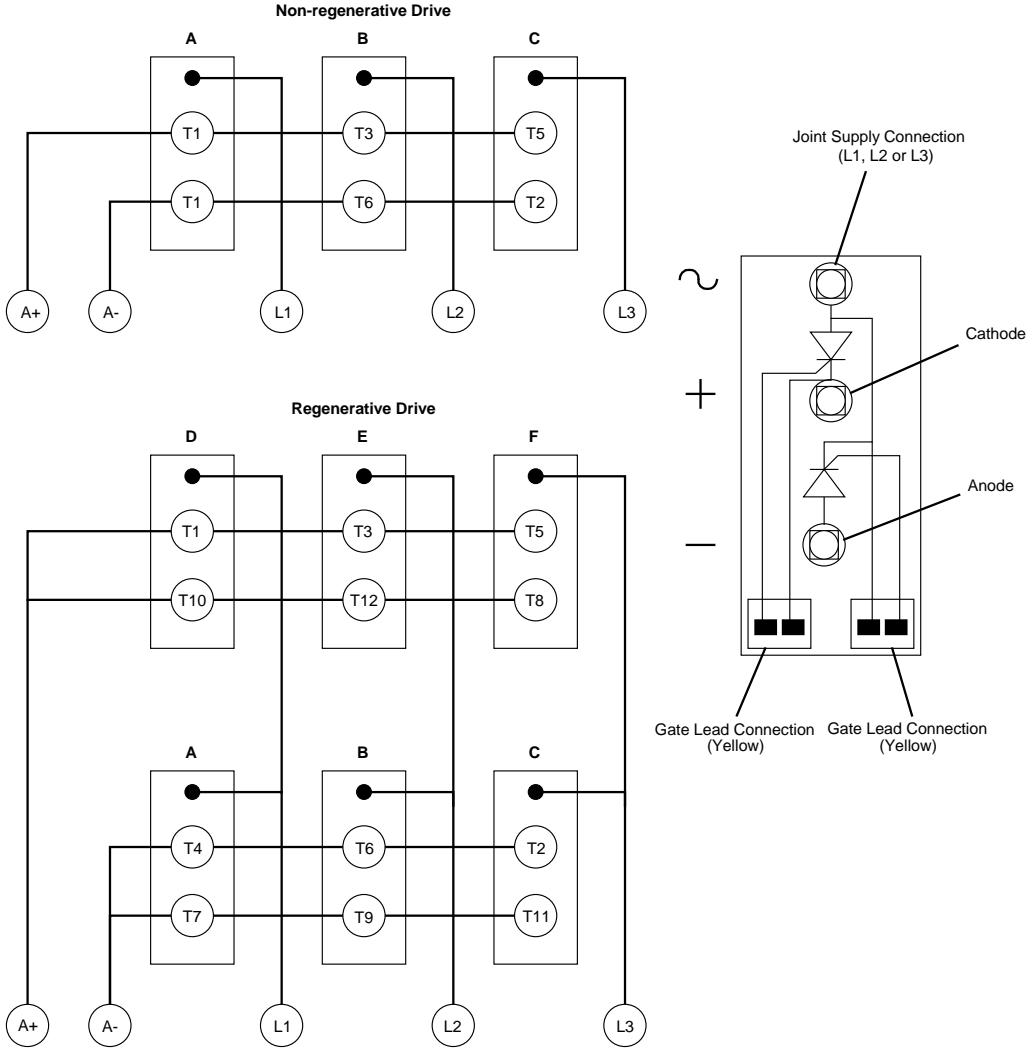 Non-regenerative Drive
A B C
T1 T3 T5
T1 T6 T2
A+ A- L1 L2 L3
Regenerative Drive
D E F
T1 T3 T5
T10 T12 T8
A B C
T4 T6 T2
T7 T9 T11
A+ A- L1 L2 L3
Joint Supply Connection
(L1, L2 or L3)
+
Cathode
Anode
—
Gate Lead Connection
(Yellow)
Gate Lead Connection
(Yellow)